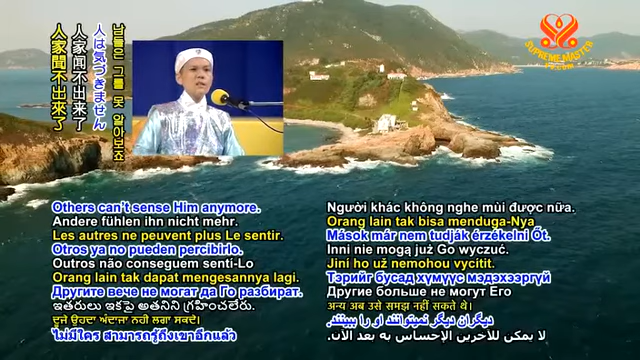 남들은 그를 못 알아보죠
人は気づきません
人家闻不出来了
人家聞不出來了
SUPREME MASTER
TV.COM
Others can't sense Him anymore.
Andere fühlen ihn nicht mehr.
Les autres ne peuvent plus Le sentir.
Otros ya no pueden percibirlo.
Outros não conseguem senti-Lo
Orang lain tak dapat mengesannya lagi.
Другите вече не могат да Го разбират.
ఇతరులు ఇకపై అతనిని గ్రహించలేరు.
ਦੂਜੇ ਉਹਦਾ ਅੰਦਾਜਾ ਨਹੀ ਲਗਾ ਸਕਦੇ।
ไม่มีใคร สามารถรู้ถึงเขาอีกแล้ว
Người khác không nghe mùi được nữa.
Orang lain tak bisa menduga-Nya
Mások már nem tudják érzékelni Őt.
Inni nie mogą już Go wyczuć.
Jiní ho už nemohou vycítit.
Тэрийг бусад хүмүүс мэдэхээргүй
Другие больше не могут Его
अन्य अब उसे समझ नहीं सकते थे।
دیگران دیگر نمیتوانند او را ببینند.
لا يمكن للآخرين الإحساس به بعد الآن.